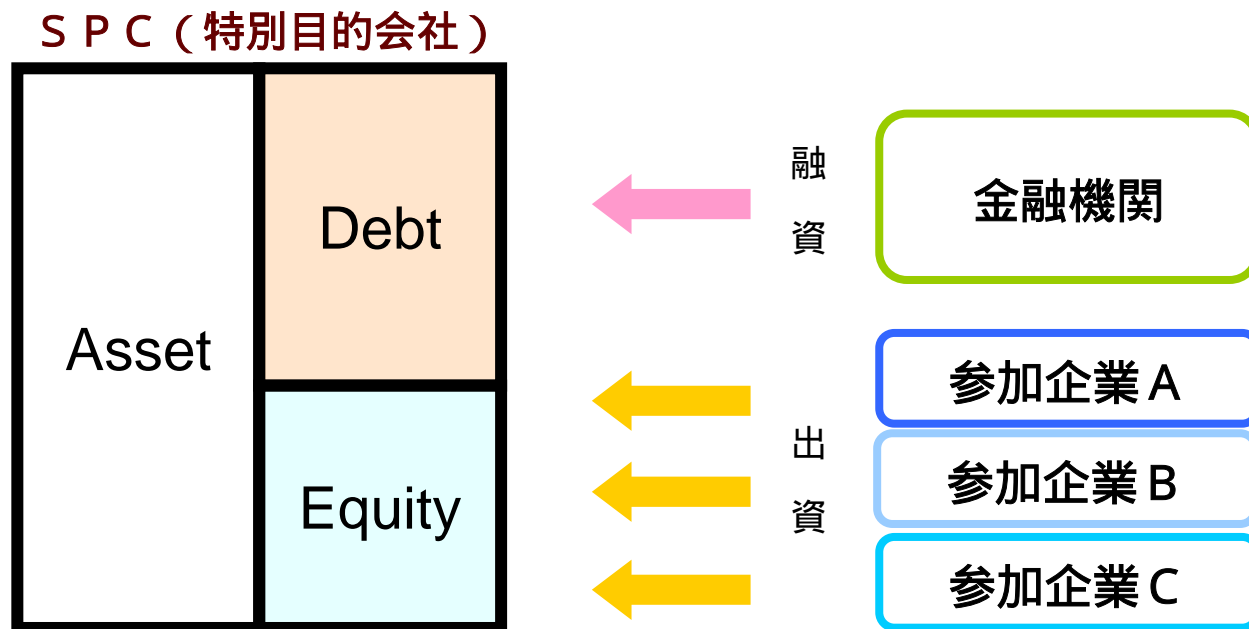 ＳＰＣ（特別目的会社）
Asset
Debt
Equity
融資
出資
金融機関
参加企業Ａ
参加企業Ｂ
参加企業Ｃ